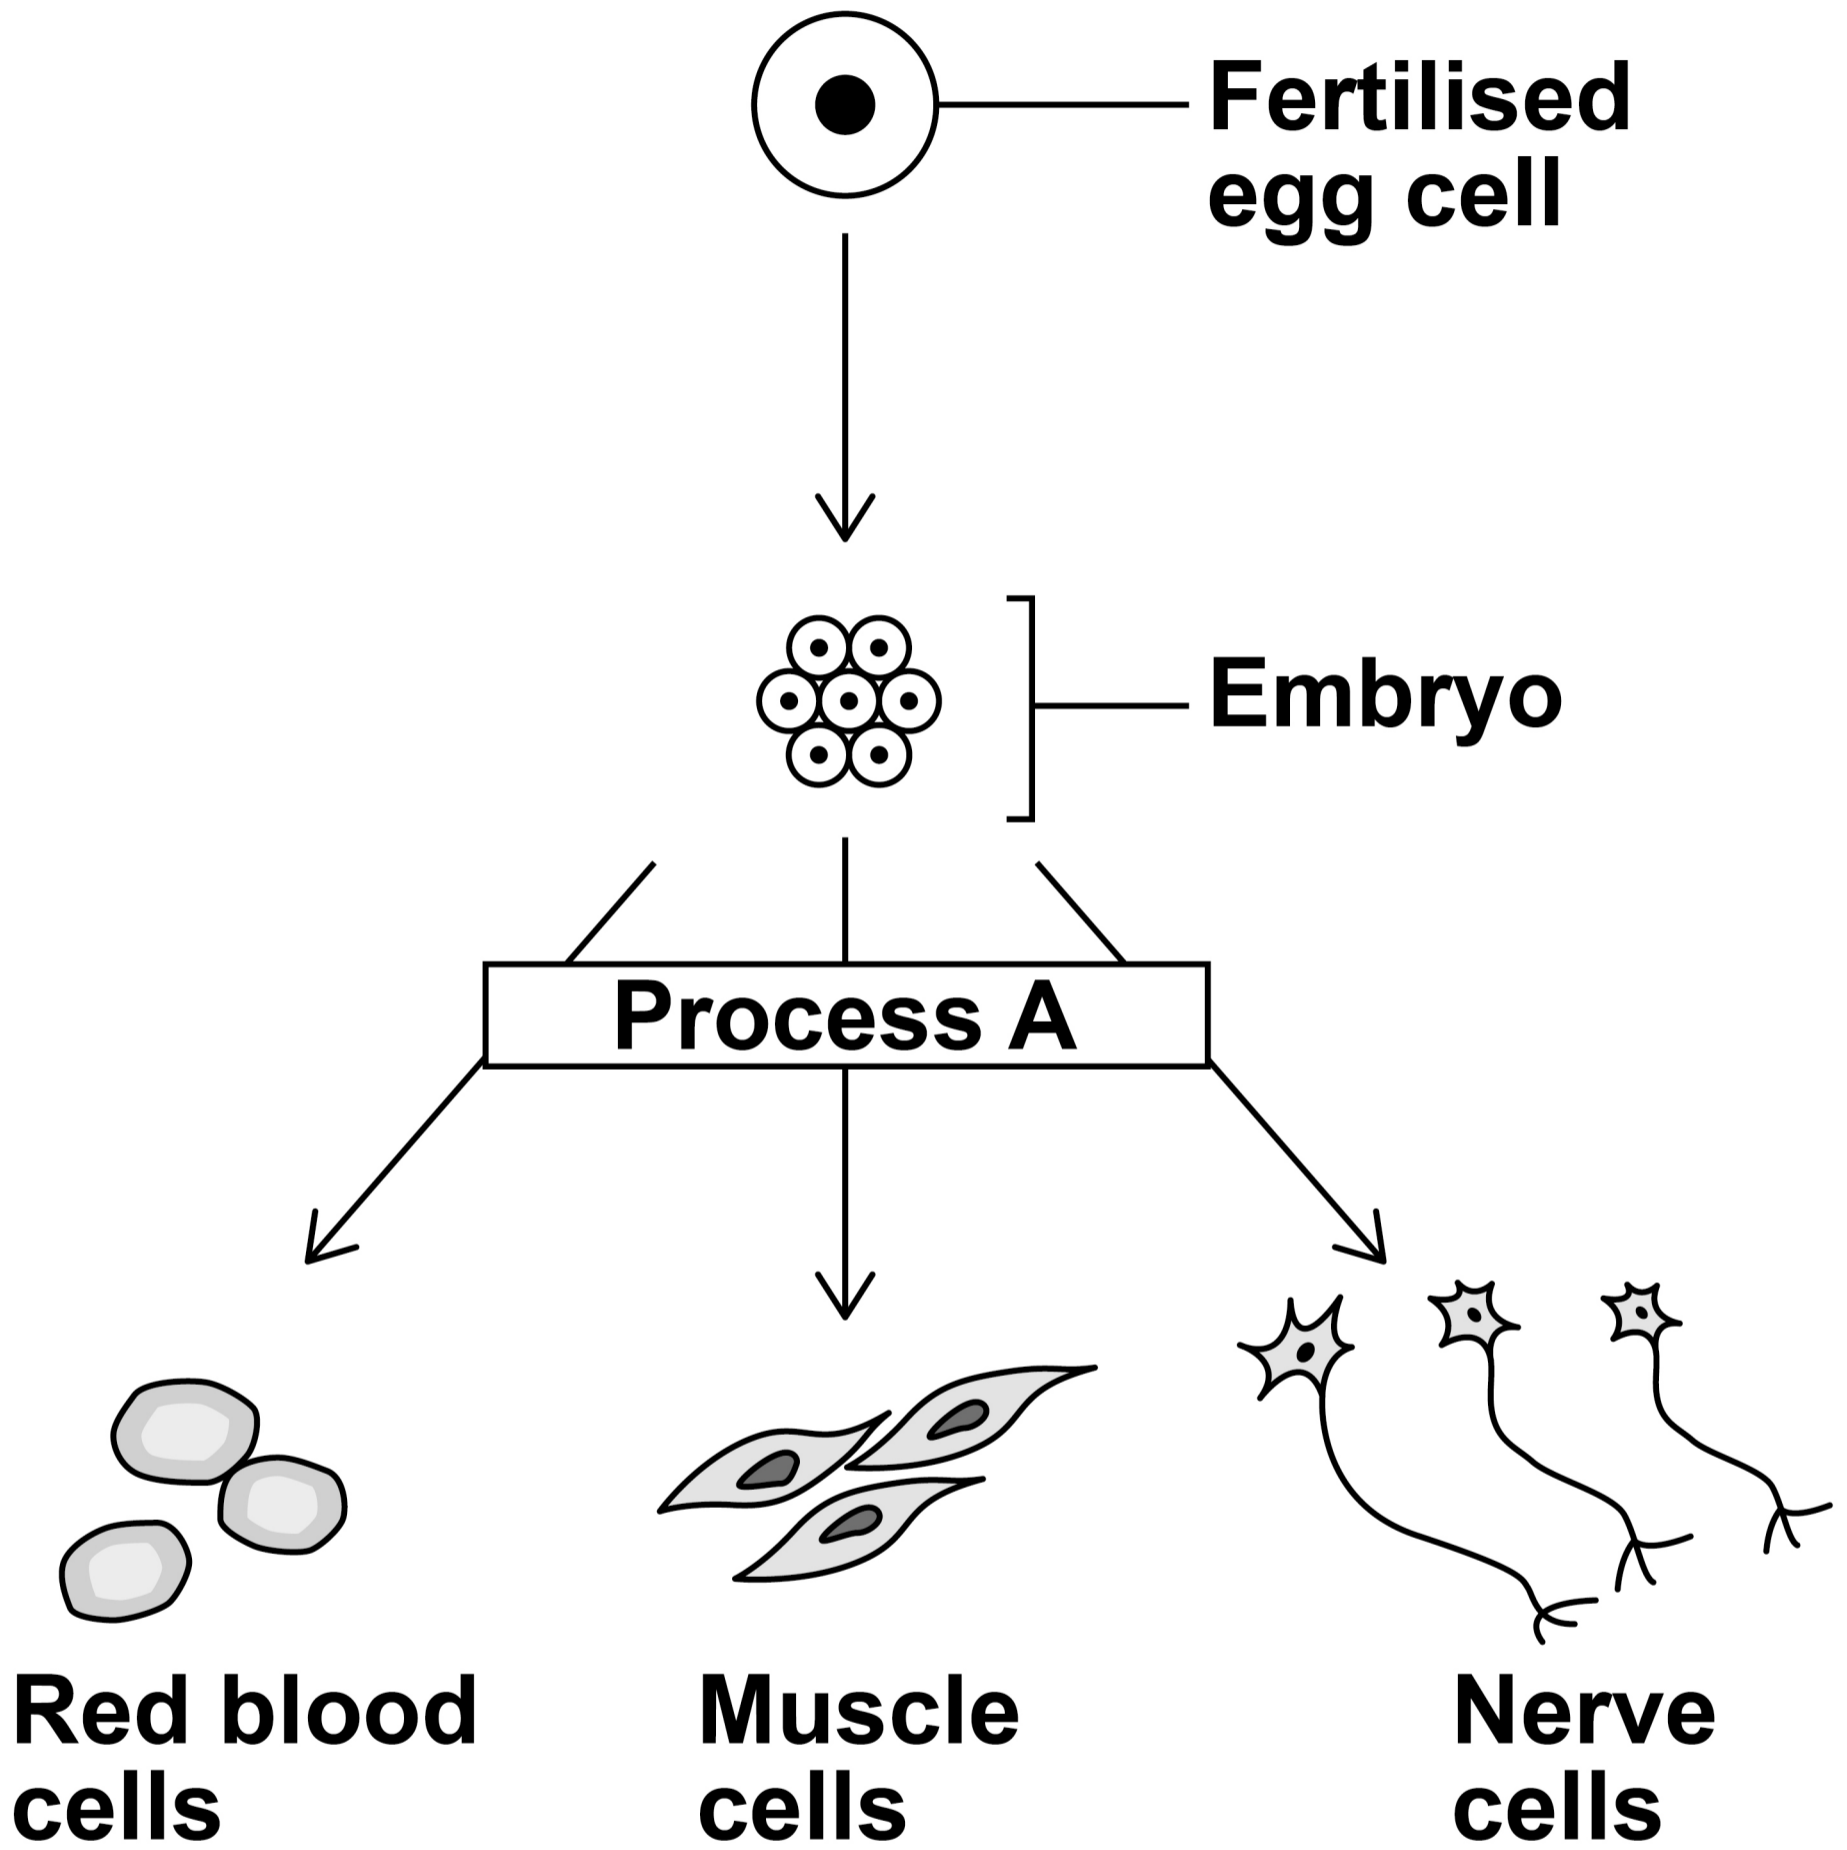 Fertilised
egg cell
Embryo
Process A
Red blood
cells
Muscle
cells
Nerve
cells